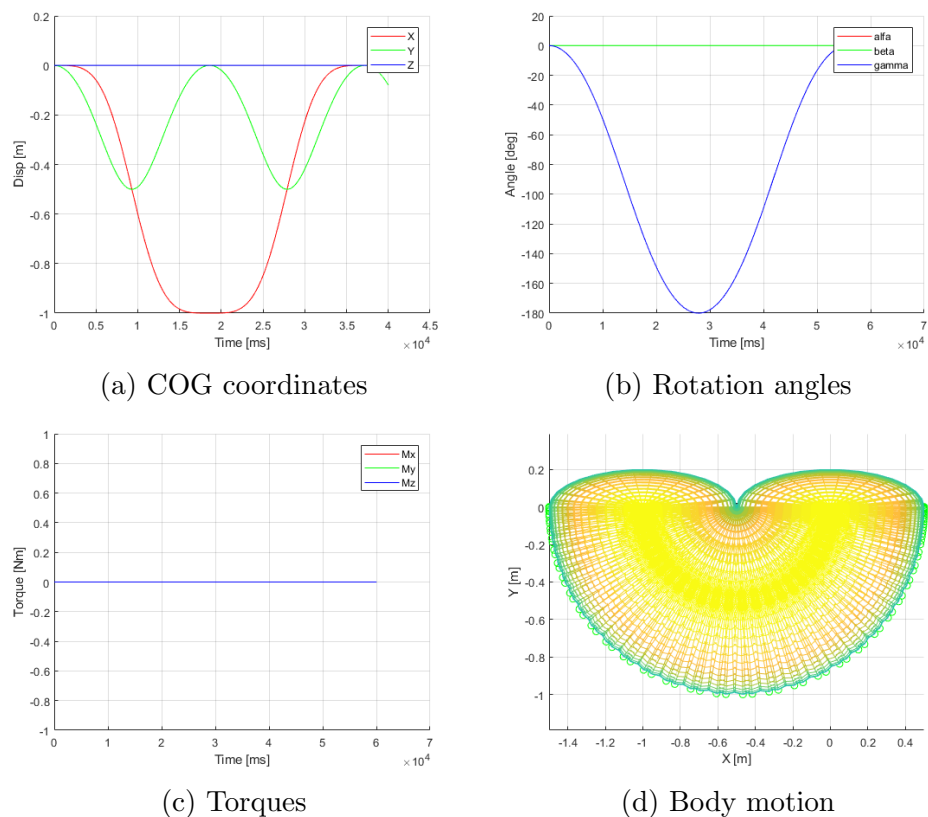 0.2
0
-0.2
-0.4
-0.6
-0.8
-1
Disp [m]
0 0.5 1 1.5 2 2.5 3 3.5 4 4.5
Time [ms]
×10^4
X
Y
Z
(a) COG coordinates
20
0
-20
-40
-60
-80
-100
-120
-140
-160
-180
Angle [deg]
0 1 2 3 4 5 6 7
Time [ms]
×10^4
alfa
beta
gamma
(b) Rotation angles
1
0.8
0.6
0.4
0.2
0
-0.2
-0.4
-0.6
-0.8
-1
Torque [Nm]
0 1 2 3 4 5 6 7
Time [ms]
×10^4
Mx
My
Mz
(c) Torques
0.2
0
-0.2
-0.4
-0.6
-0.8
-1
Y [m]
-1.4 -1.2 -1 -0.8 -0.6 -0.4 -0.2 0 0.2 0.4
X [m]
(d) Body motion